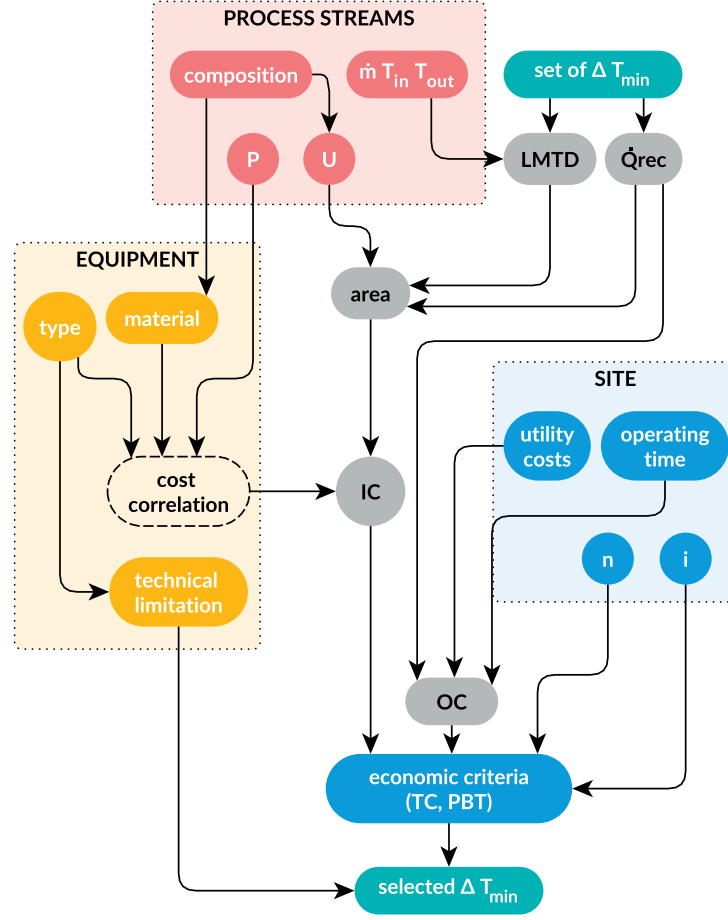 PROCESS STREAMS
composition
ṁ T_in T_out
set of Δ T_min
P
U
LMTD
Q̇rec
EQUIPMENT
type
material
area
SITE
utility
costs
operating
time
cost
correlation
IC
n
i
technical
limitation
OC
economic criteria
(TC, PBT)
selected Δ T_min